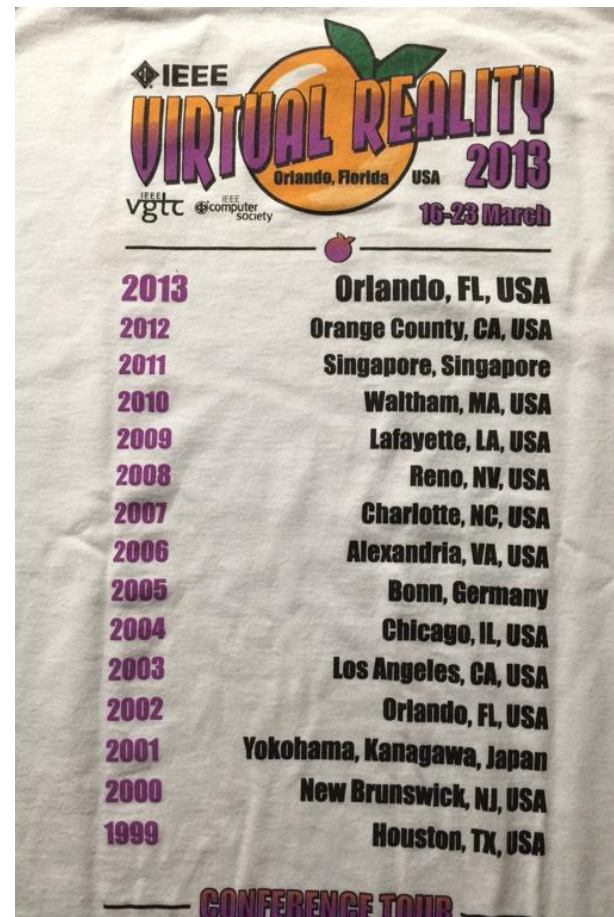 IEEE
VIRTUAL REALITY
Orlando, Florida USA 2013
IEEE vgtc IEEE computer society 16-23 March
2013 Orlando, FL, USA
2012 Orange County, CA, USA
2011 Singapore, Singapore
2010 Waltham, MA, USA
2009 Lafayette, LA, USA
2008 Reno, NV, USA
2007 Charlotte, NC, USA
2006 Alexandria, VA, USA
2005 Bonn, Germany
2004 Chicago, IL, USA
2003 Los Angeles, CA, USA
2002 Orlando, FL, USA
2001 Yokohama, Kanagawa, Japan
2000 New Brunswick, NJ, USA
1999 Houston, TX, USA
CONFERENCE TOUR